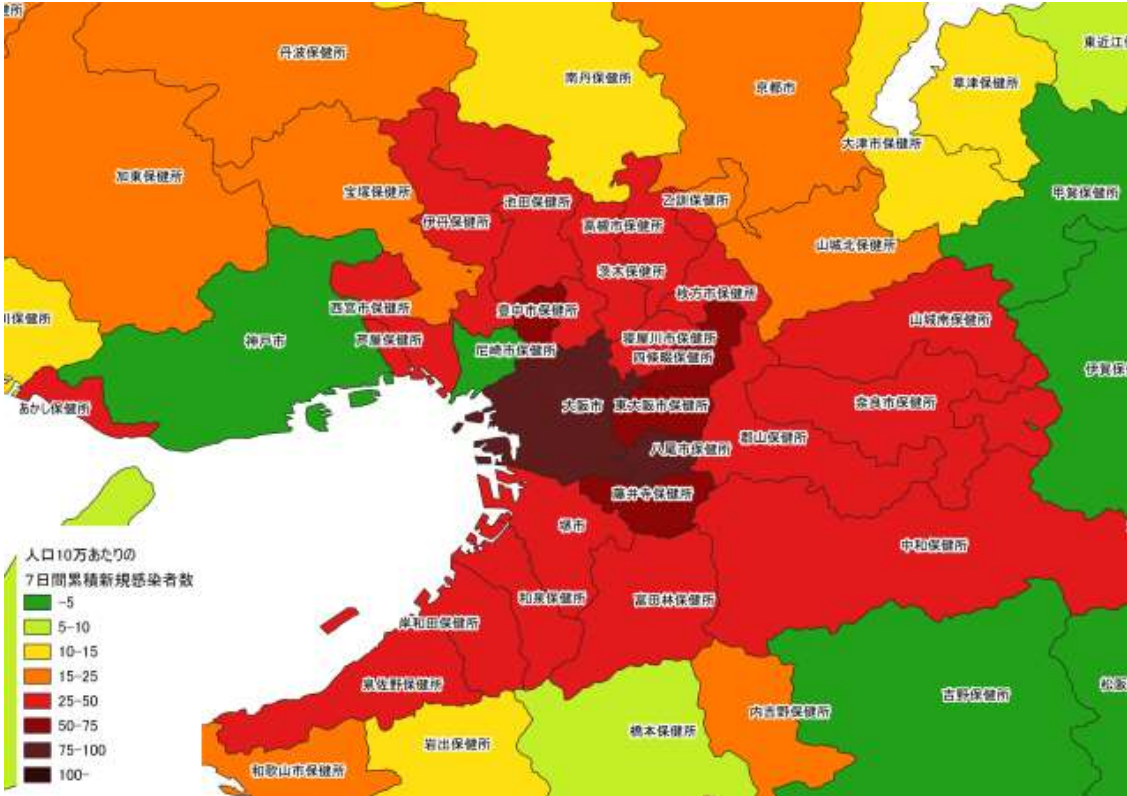 健所
丹波保健所
南丹保健所
京都市
東近江保
草津保健所
大津市保健所
加東保健所
宝塚保健所
池田保健所
乙訓保健所
甲賀保健所
伊丹保健所
高槻市保健所
山城北保健所
茨木保健所
枚方市保健所
西宮市保健所
豊中市保健所
山城南保健所
川保健所
神戸市
芦屋保健所
尼崎市保健所
寝屋川市保健所
四條畷保健所
伊賀保
あかし保健所
大阪市
東大阪市保健所
奈良市保健所
郡山保健所
八尾市保健所
藤井寺保健所
堺市
中和保健所
和泉保健所
富田林保健所
岸和田保健所
泉佐野保健所
吉野保健所
松阪
内吉野保健所
橋本保健所
岩出保健所
和歌山市保健所
人口10万あたりの
7日間累積新規感染者数
-5
5-10
10-15
15-25
25-50
50-75
75-100
100-